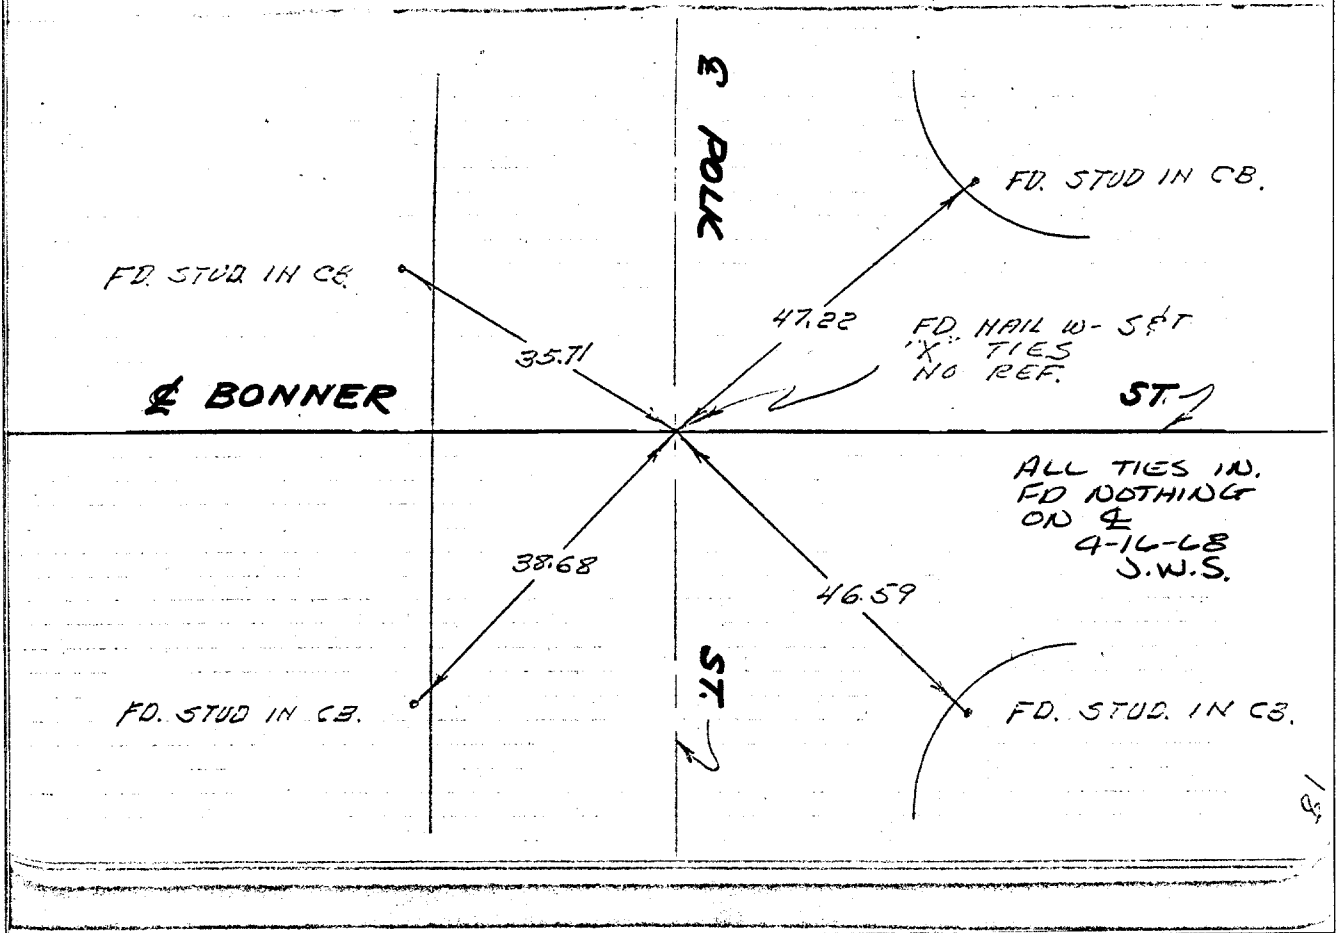 ℄ POLK
FD. STUD IN CB.
FD. STUD IN CB.
47.22
FD. NAIL W- S&T
"X" TIES
NO REF.
35.71
℄ BONNER
ST.
ALL TIES IN.
FD NOTHING
ON ℄
4-16-68
J.W.S.
38.68
46.59
ST.
FD. STUD IN CB.
FD. STUD. IN CB.